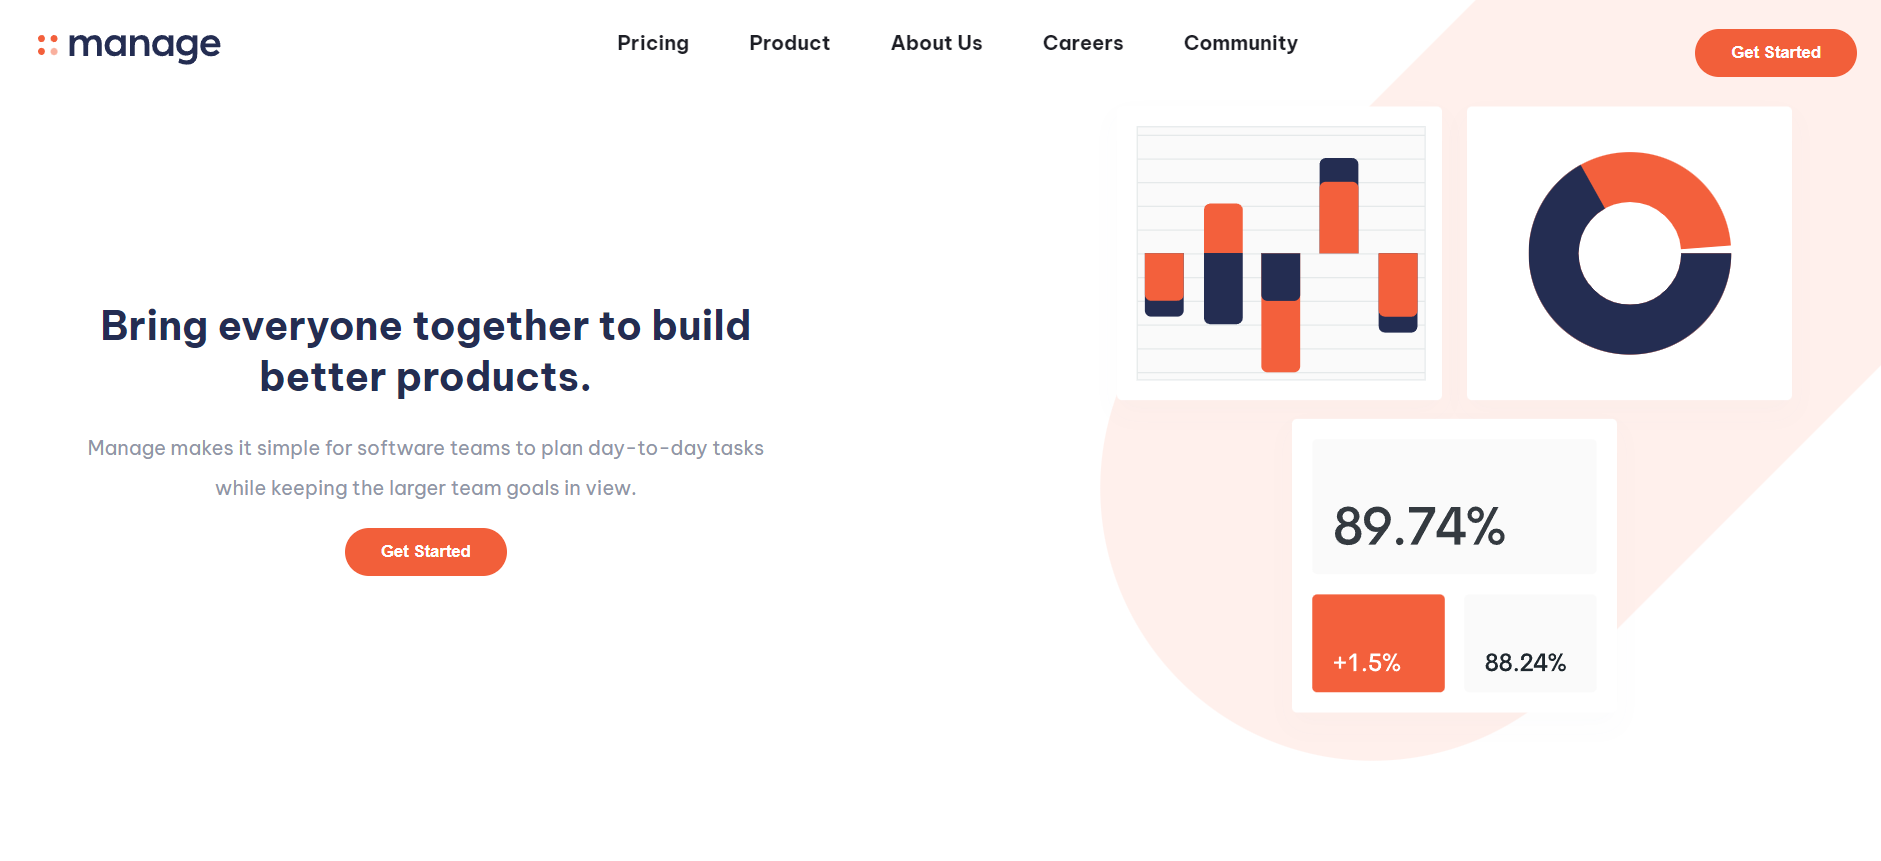 manage
Pricing Product About Us Careers Community
Get Started
Bring everyone together to build
better products.
Manage makes it simple for software teams to plan day-to-day tasks
while keeping the larger team goals in view.
Get Started
89.74%
+1.5%
88.24%